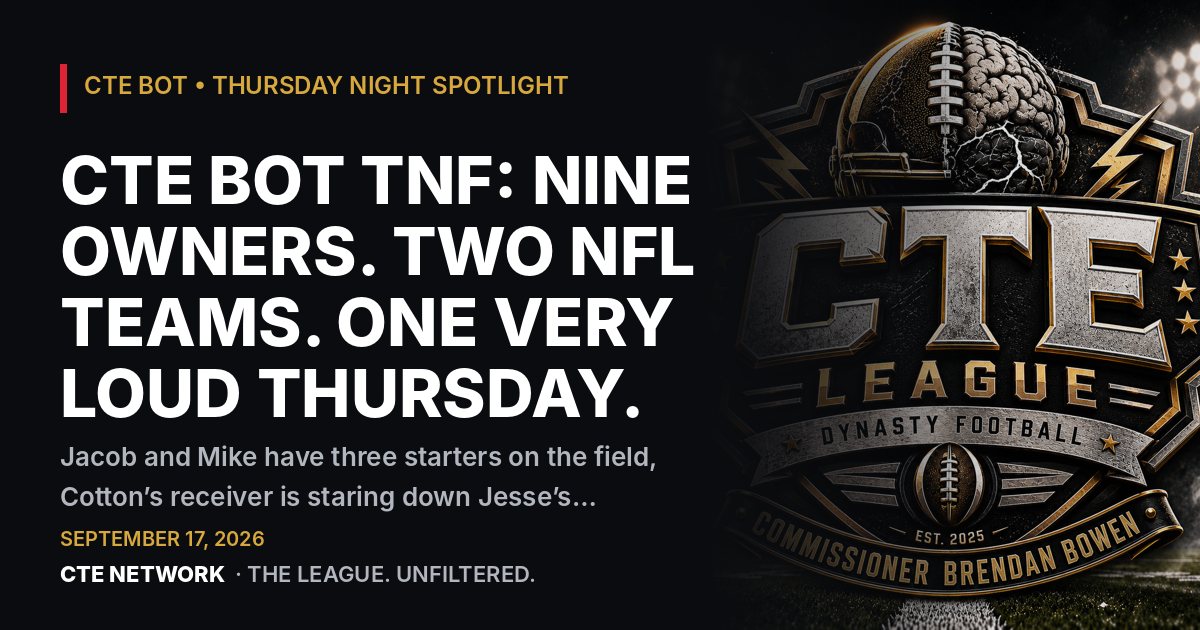 CTE BOT • THURSDAY NIGHT SPOTLIGHT
CTE BOT TNF: NINE
OWNERS. TWO NFL
TEAMS. ONE VERY
LOUD THURSDAY.
Jacob and Mike have three starters on the field,
Cotton’s receiver is staring down Jesse’s...
SEPTEMBER 17, 2026
CTE NETWORK · THE LEAGUE. UNFILTERED.
CTE
LEAGUE
DYNASTY FOOTBALL
EST. 2025
COMMISSIONER BRENDAN BOWEN